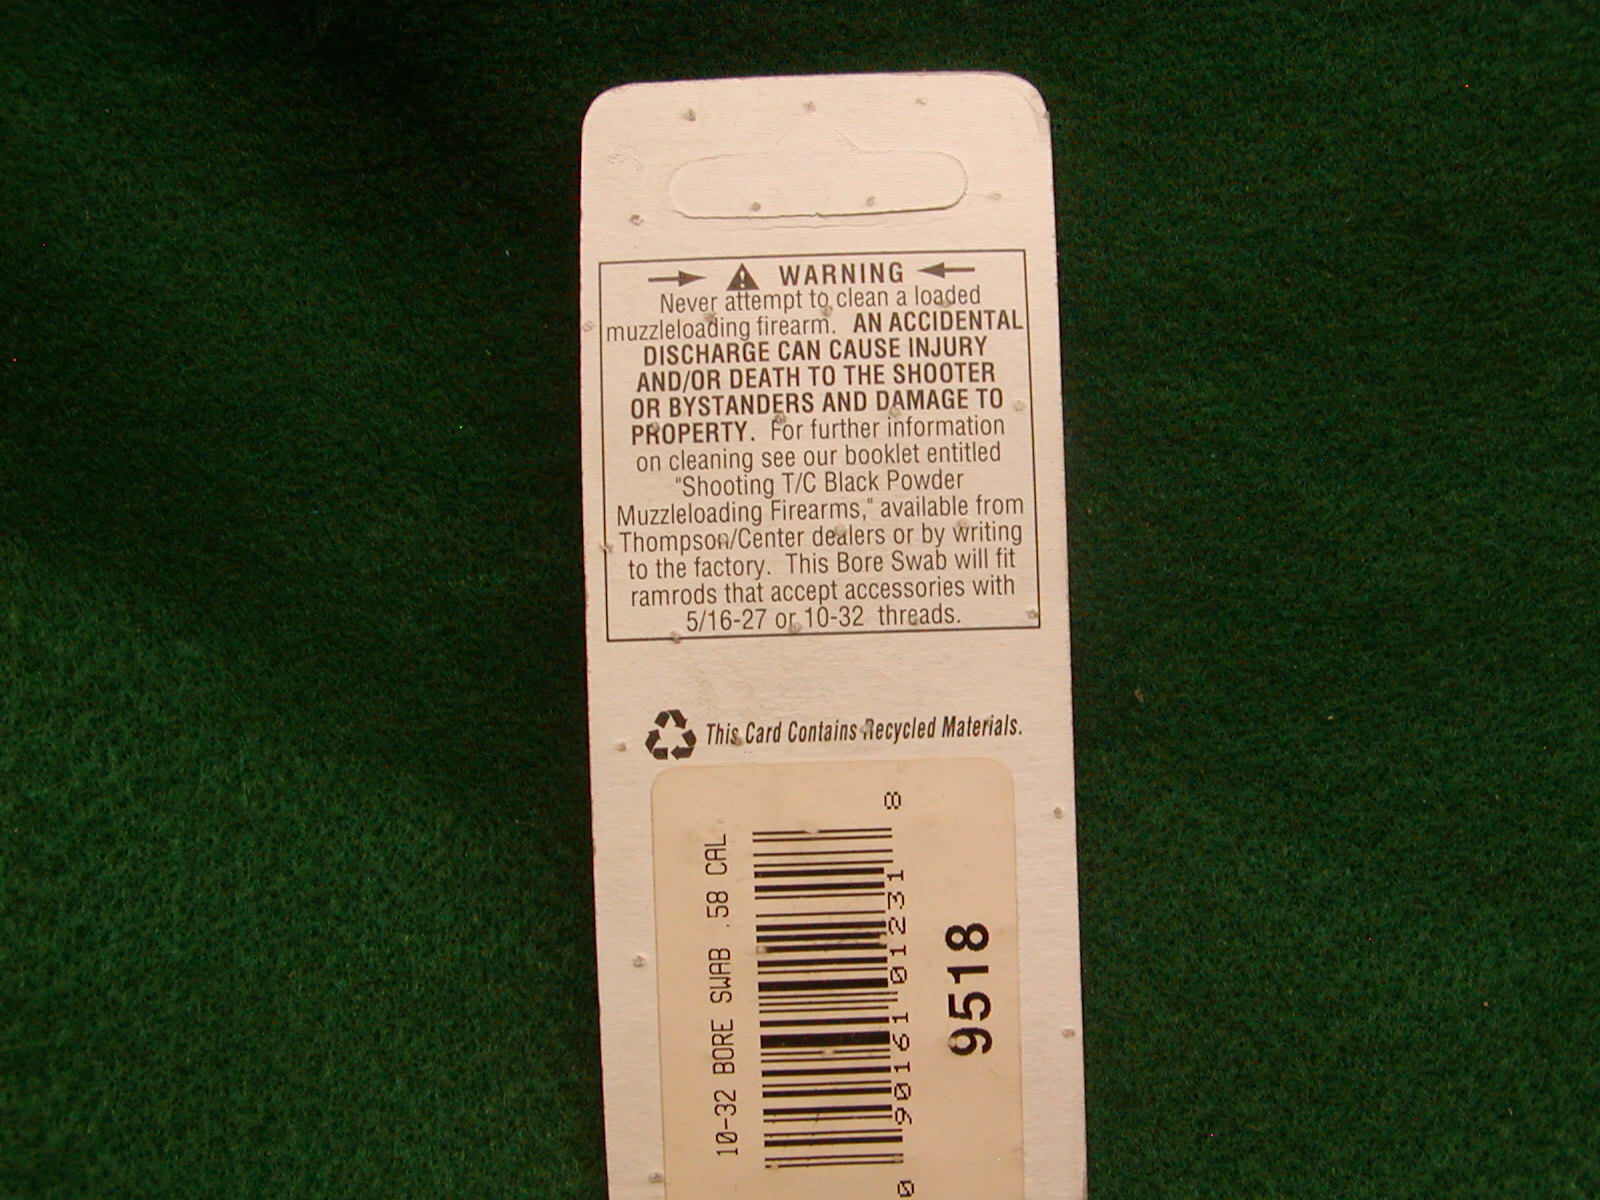 WARNING
Never attempt to clean a loaded
muzzleloading firearm. AN ACCIDENTAL
DISCHARGE CAN CAUSE INJURY
AND/OR DEATH TO THE SHOOTER
OR BYSTANDERS AND DAMAGE TO
PROPERTY. For further information
on cleaning see our booklet entitled
"Shooting T/C Black Powder
Muzzleloading Firearms," available from
Thompson/Center dealers or by writing
to the factory. This Bore Swab will fit
ramrods that accept accessories with
5/16-27 or 10-32 threads.
This Card Contains Recycled Materials.
10-32 BORE SWAB .58 CAL
0 90161 01231 8
9518